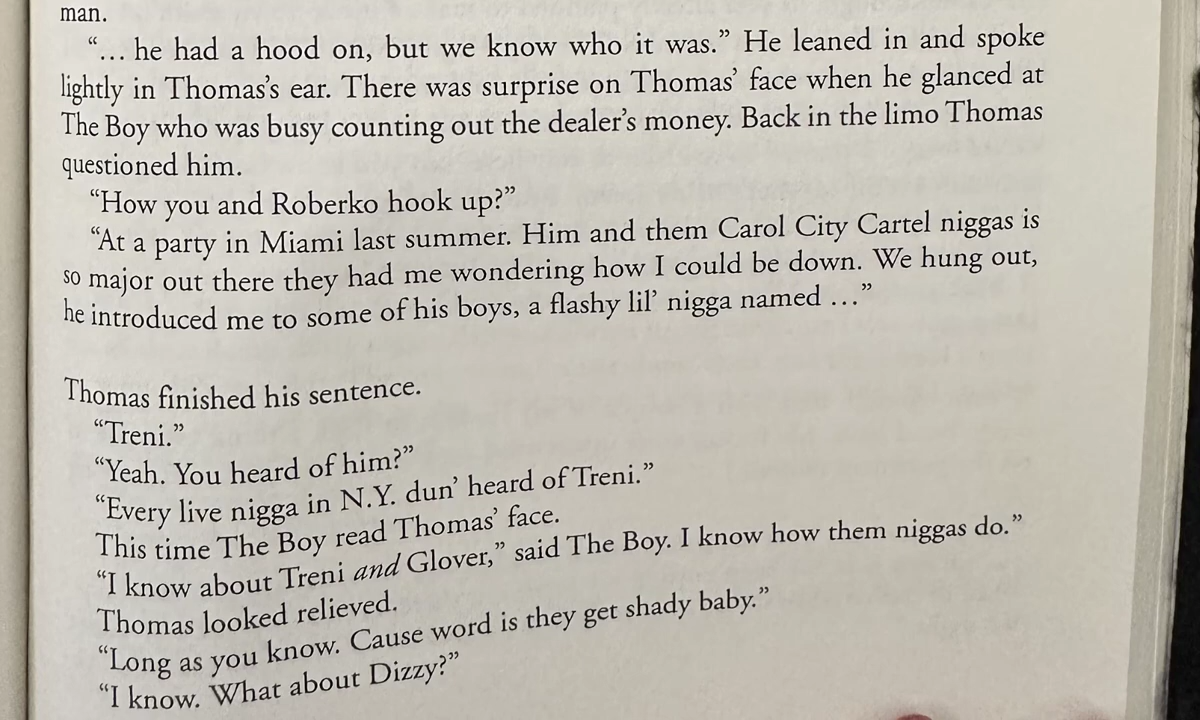 man.
“… he had a hood on, but we know who it was.” He leaned in and spoke
lightly in Thomas’s ear. There was surprise on Thomas’ face when he glanced at
The Boy who was busy counting out the dealer’s money. Back in the limo Thomas
questioned him.
“How you and Roberko hook up?”
“At a party in Miami last summer. Him and them Carol City Cartel niggas is
so major out there they had me wondering how I could be down. We hung out,
he introduced me to some of his boys, a flashy lil’ nigga named …”
Thomas finished his sentence.
“Treni.”
“Yeah. You heard of him?”
“Every live nigga in N.Y. dun’ heard of Treni.”
This time The Boy read Thomas’ face.
“I know about Treni and Glover,” said The Boy. I know how them niggas do.”
Thomas looked relieved.
“Long as you know. Cause word is they get shady baby.”
“I know. What about Dizzy?”